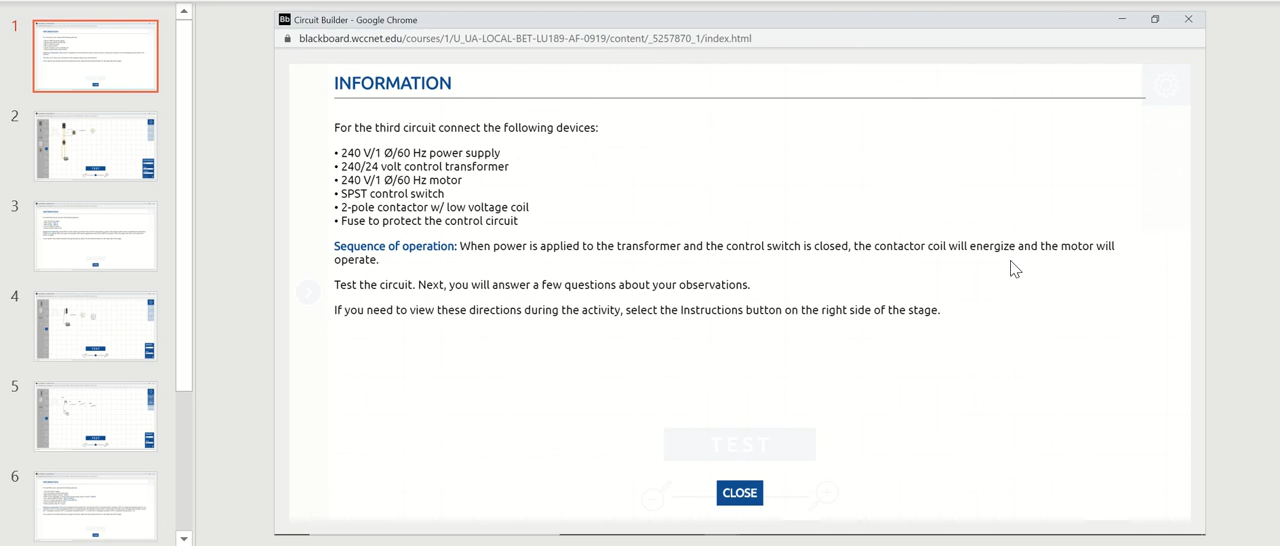 1
2
3
4
5
6
Bb Circuit Builder - Google Chrome
blackboard.wccnet.edu/courses/1/U_UA-LOCAL-BET-LU189-AF-0919/content/_5257870_1/index.html
INFORMATION
For the third circuit connect the following devices:
• 240 V/1 Ø/60 Hz power supply
• 240/24 volt control transformer
• 240 V/1 Ø/60 Hz motor
• SPST control switch
• 2-pole contactor w/ low voltage coil
• Fuse to protect the control circuit
Sequence of operation: When power is applied to the transformer and the control switch is closed, the contactor coil will energize and the motor will
operate.
Test the circuit. Next, you will answer a few questions about your observations.
If you need to view these directions during the activity, select the Instructions button on the right side of the stage.
TEST
CLOSE